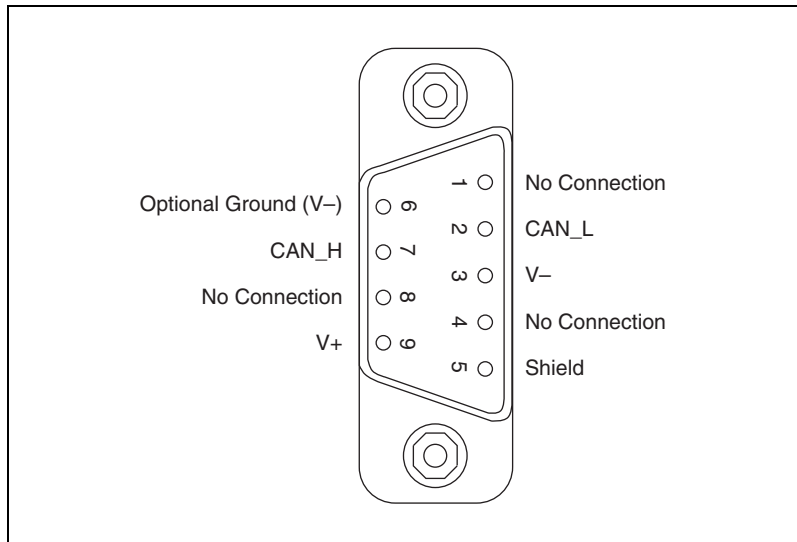 Optional Ground (V–)
CAN_H
No Connection
V+
6
7
8
9
1
2
3
4
5
No Connection
CAN_L
V–
No Connection
Shield